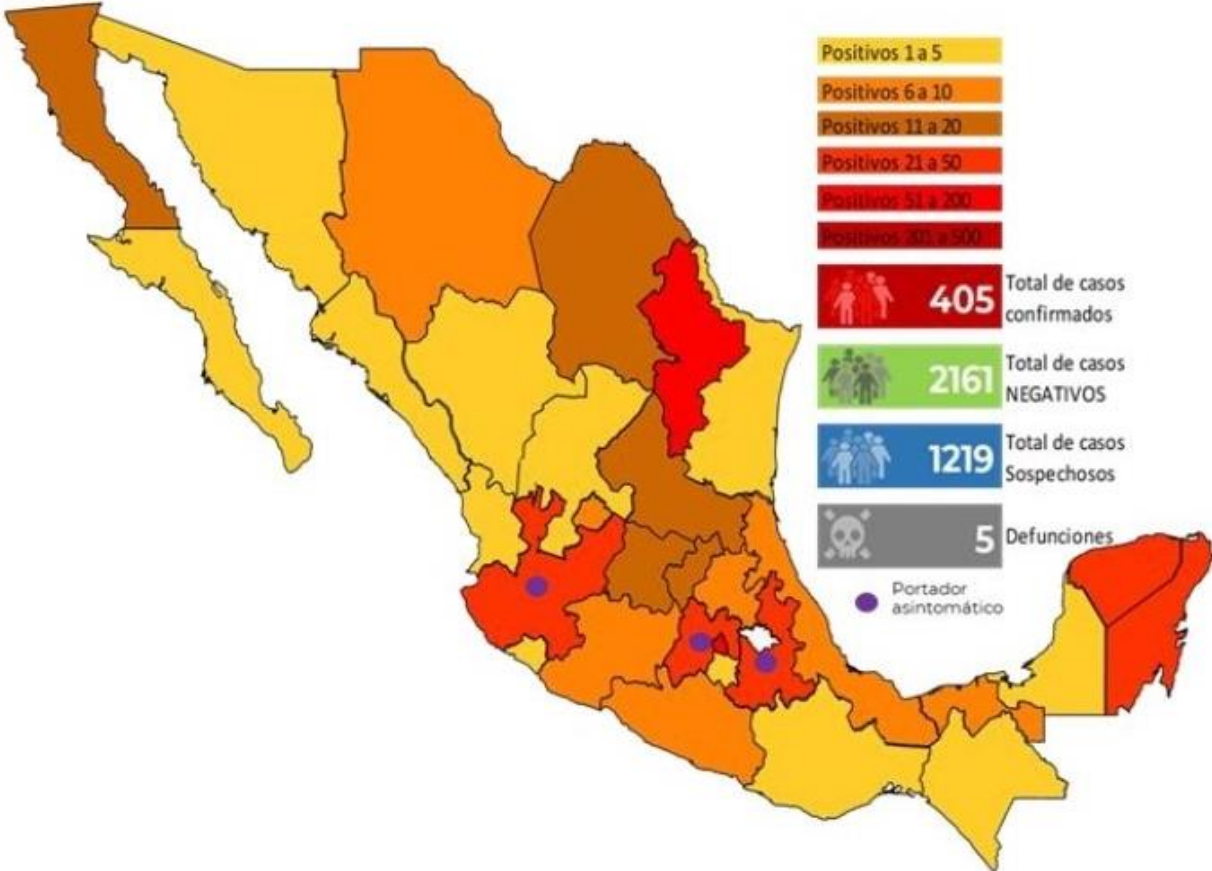 Positivos 1 a 5
Positivos 6 a 10
Positivos 11 a 20
Positivos 21 a 50
Positivos 51 a 200
Positivos 201 a 500
405 Total de casos
confirmados
2161 Total de casos
NEGATIVOS
1219 Total de casos
Sospechosos
5 Defunciones
Portador
asintomático